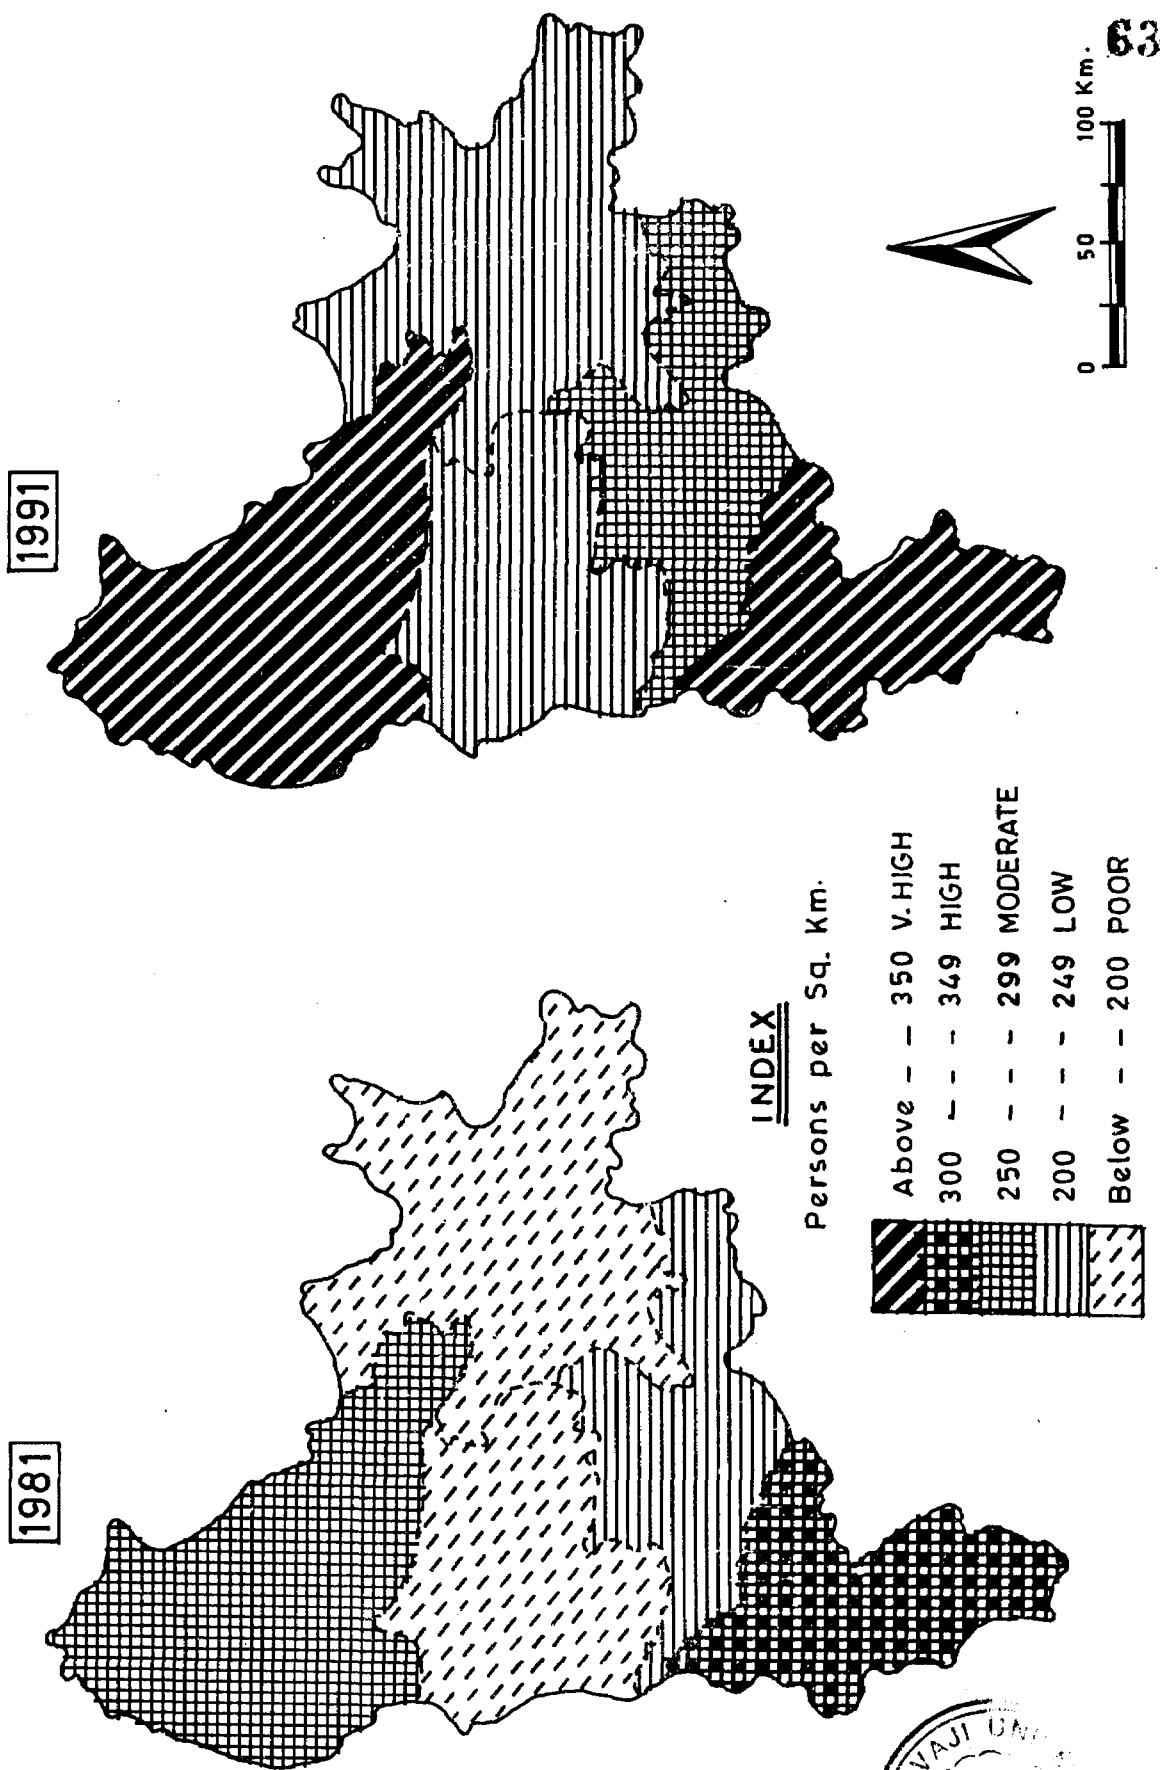 63
1981
1991
INDEX
Persons per Sq. Km.
Above - - 350 V. HIGH
300 - - - 349 HIGH
250 - - - 299 MODERATE
200 - - - 249 LOW
Below - - 200 POOR
0 50 100 Km.